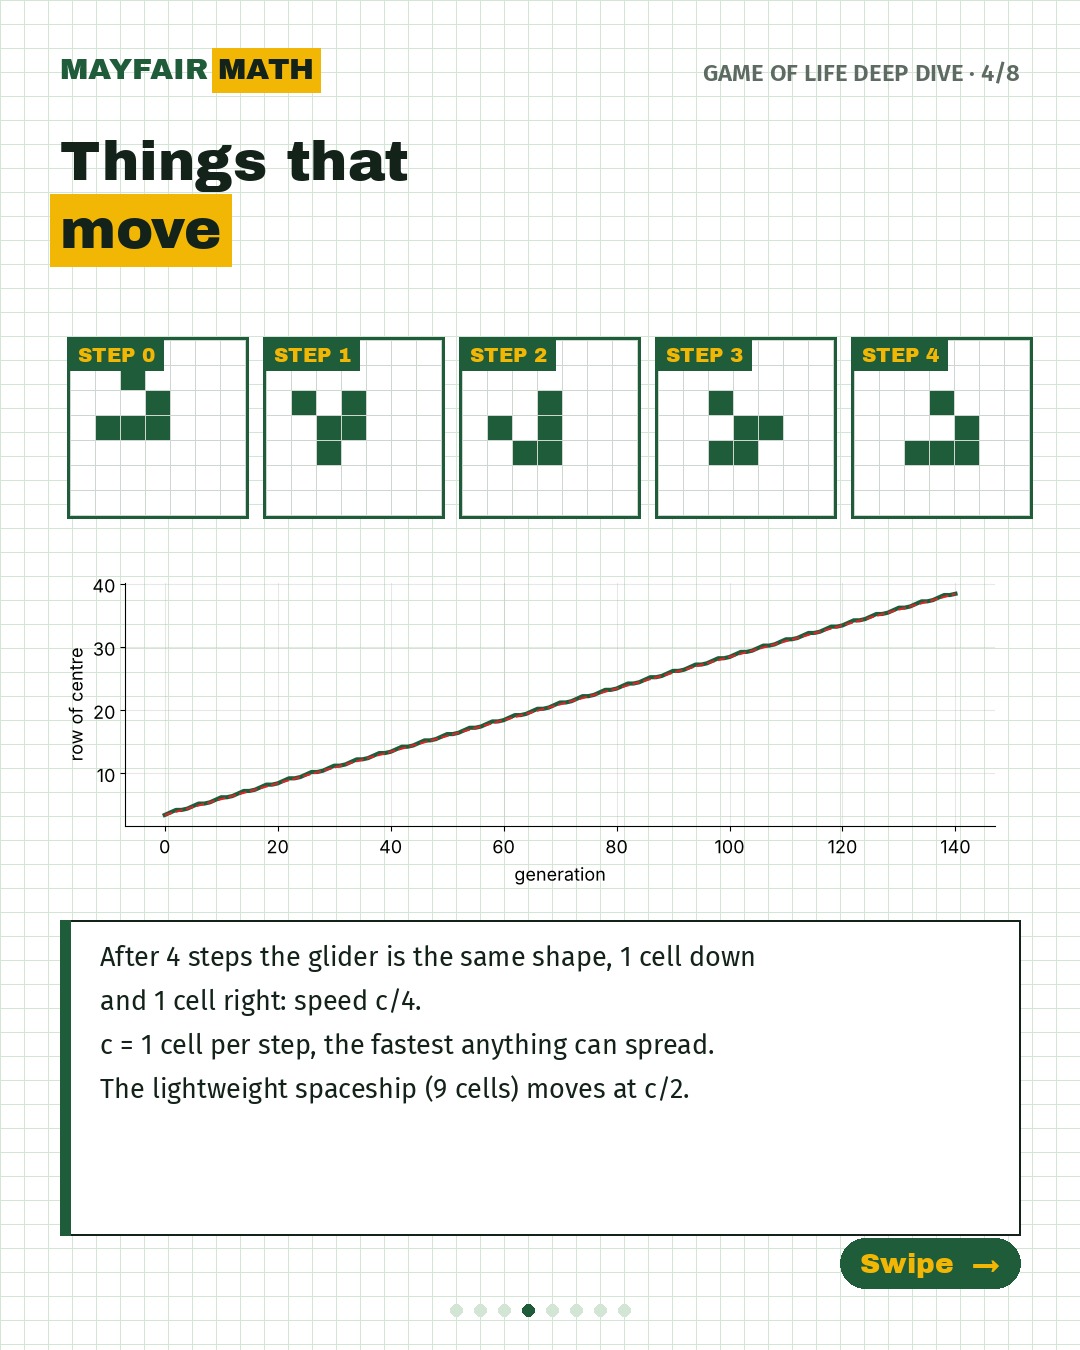 MAYFAIR MATH
GAME OF LIFE DEEP DIVE · 4/8
Things that
move
STEP 0
STEP 1
STEP 2
STEP 3
STEP 4
40
30
20
10
row of centre
0 20 40 60 80 100 120 140
generation
After 4 steps the glider is the same shape, 1 cell down
and 1 cell right: speed c/4.
c = 1 cell per step, the fastest anything can spread.
The lightweight spaceship (9 cells) moves at c/2.
Swipe →